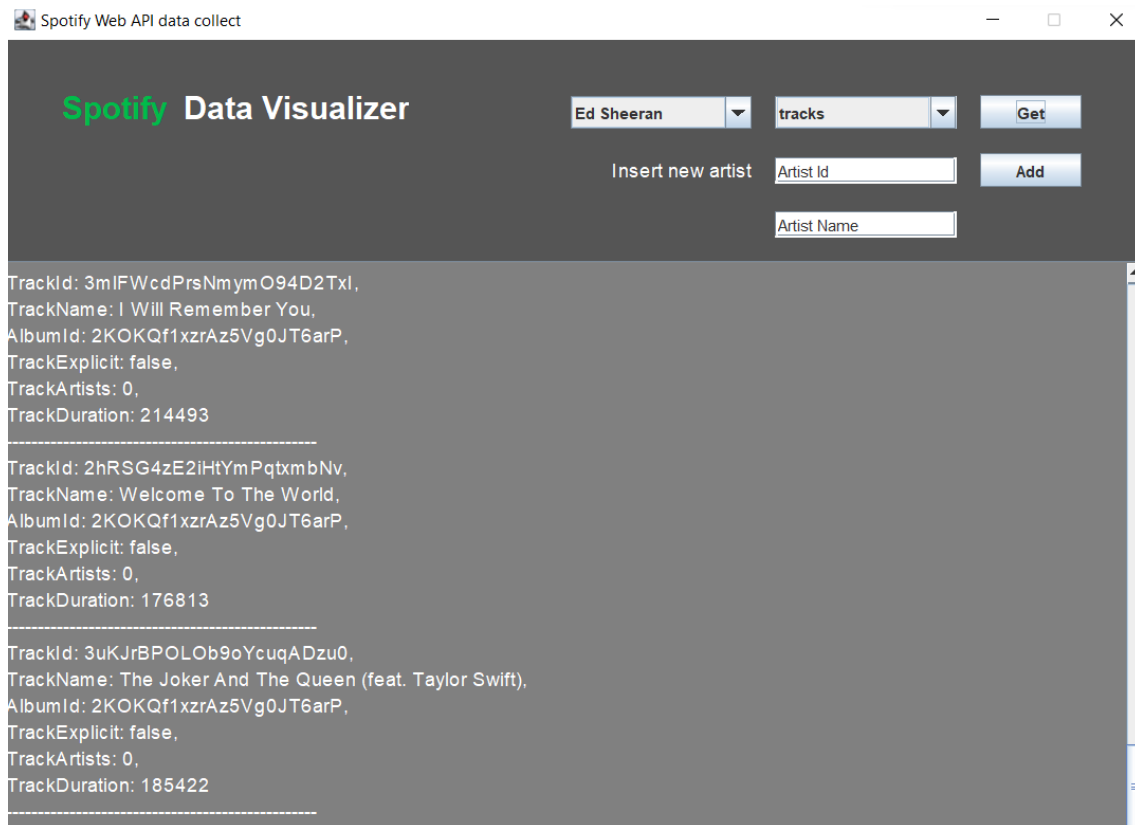 Spotify Web API data collect
Spotify Data Visualizer
Ed Sheeran
tracks
Get
Insert new artist
Artist Id
Add
Artist Name
TrackId: 3mIFWcdPrsNmymO94D2TxI,
TrackName: I Will Remember You,
AlbumId: 2KOKQf1xzrAz5Vg0JT6arP,
TrackExplicit: false,
TrackArtists: 0,
TrackDuration: 214493
----------------------------------------------------
TrackId: 2hRSG4zE2iHtYmPqtxmbNv,
TrackName: Welcome To The World,
AlbumId: 2KOKQf1xzrAz5Vg0JT6arP,
TrackExplicit: false,
TrackArtists: 0,
TrackDuration: 176813
----------------------------------------------------
TrackId: 3uKJrBPOLOb9oYcuqADzu0,
TrackName: The Joker And The Queen (feat. Taylor Swift),
AlbumId: 2KOKQf1xzrAz5Vg0JT6arP,
TrackExplicit: false,
TrackArtists: 0,
TrackDuration: 185422
----------------------------------------------------